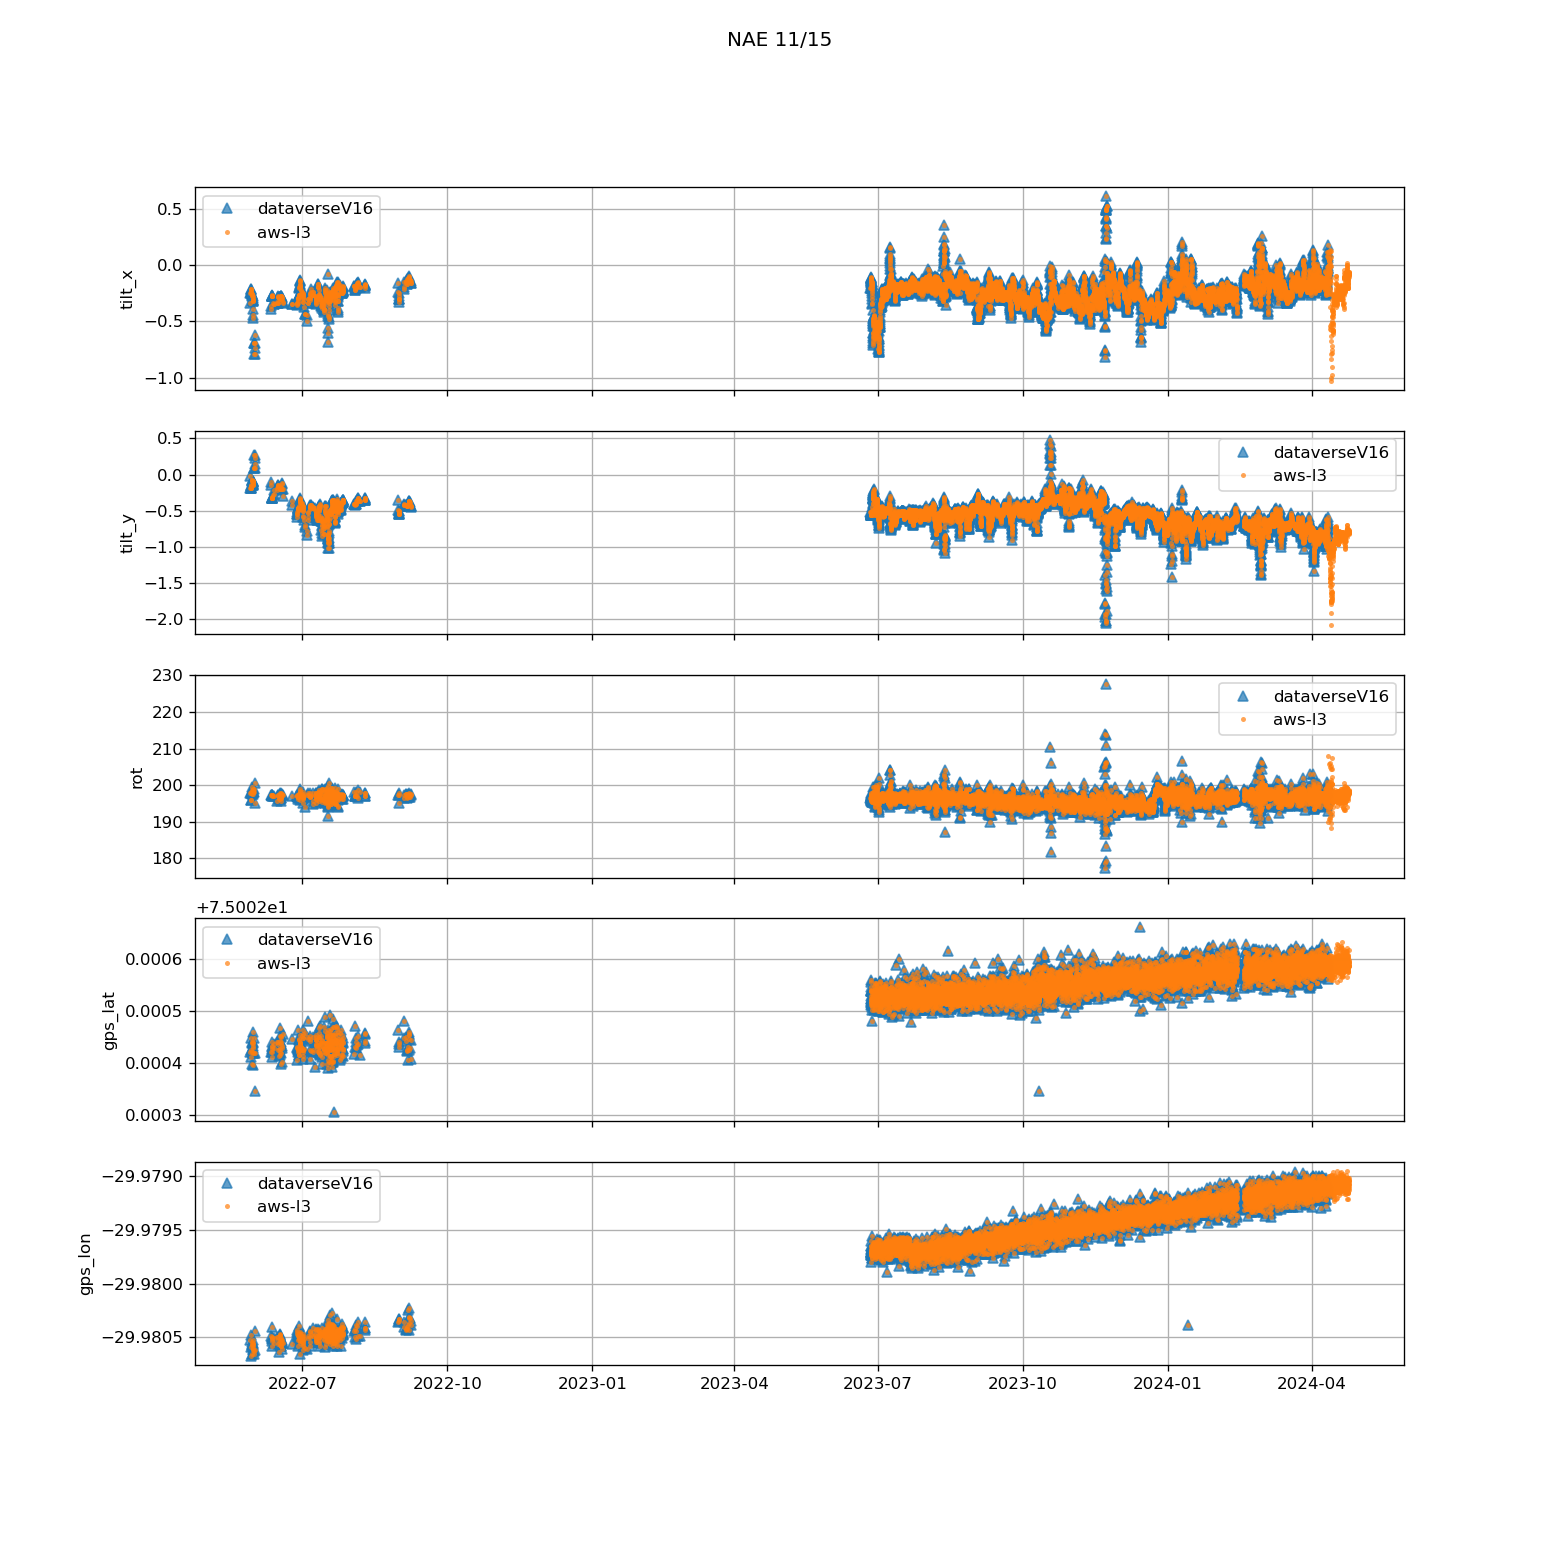 NAE 11/15
dataverseV16
aws-l3
0.5
0.0
−0.5
−1.0
tilt_x
dataverseV16
aws-l3
0.5
0.0
−0.5
−1.0
−1.5
−2.0
tilt_y
dataverseV16
aws-l3
230
220
210
200
190
180
rot
+7.5002e1
dataverseV16
aws-l3
0.0006
0.0005
0.0004
0.0003
gps_lat
dataverseV16
aws-l3
−29.9790
−29.9795
−29.9800
−29.9805
gps_lon
2022-07 2022-10 2023-01 2023-04 2023-07 2023-10 2024-01 2024-04